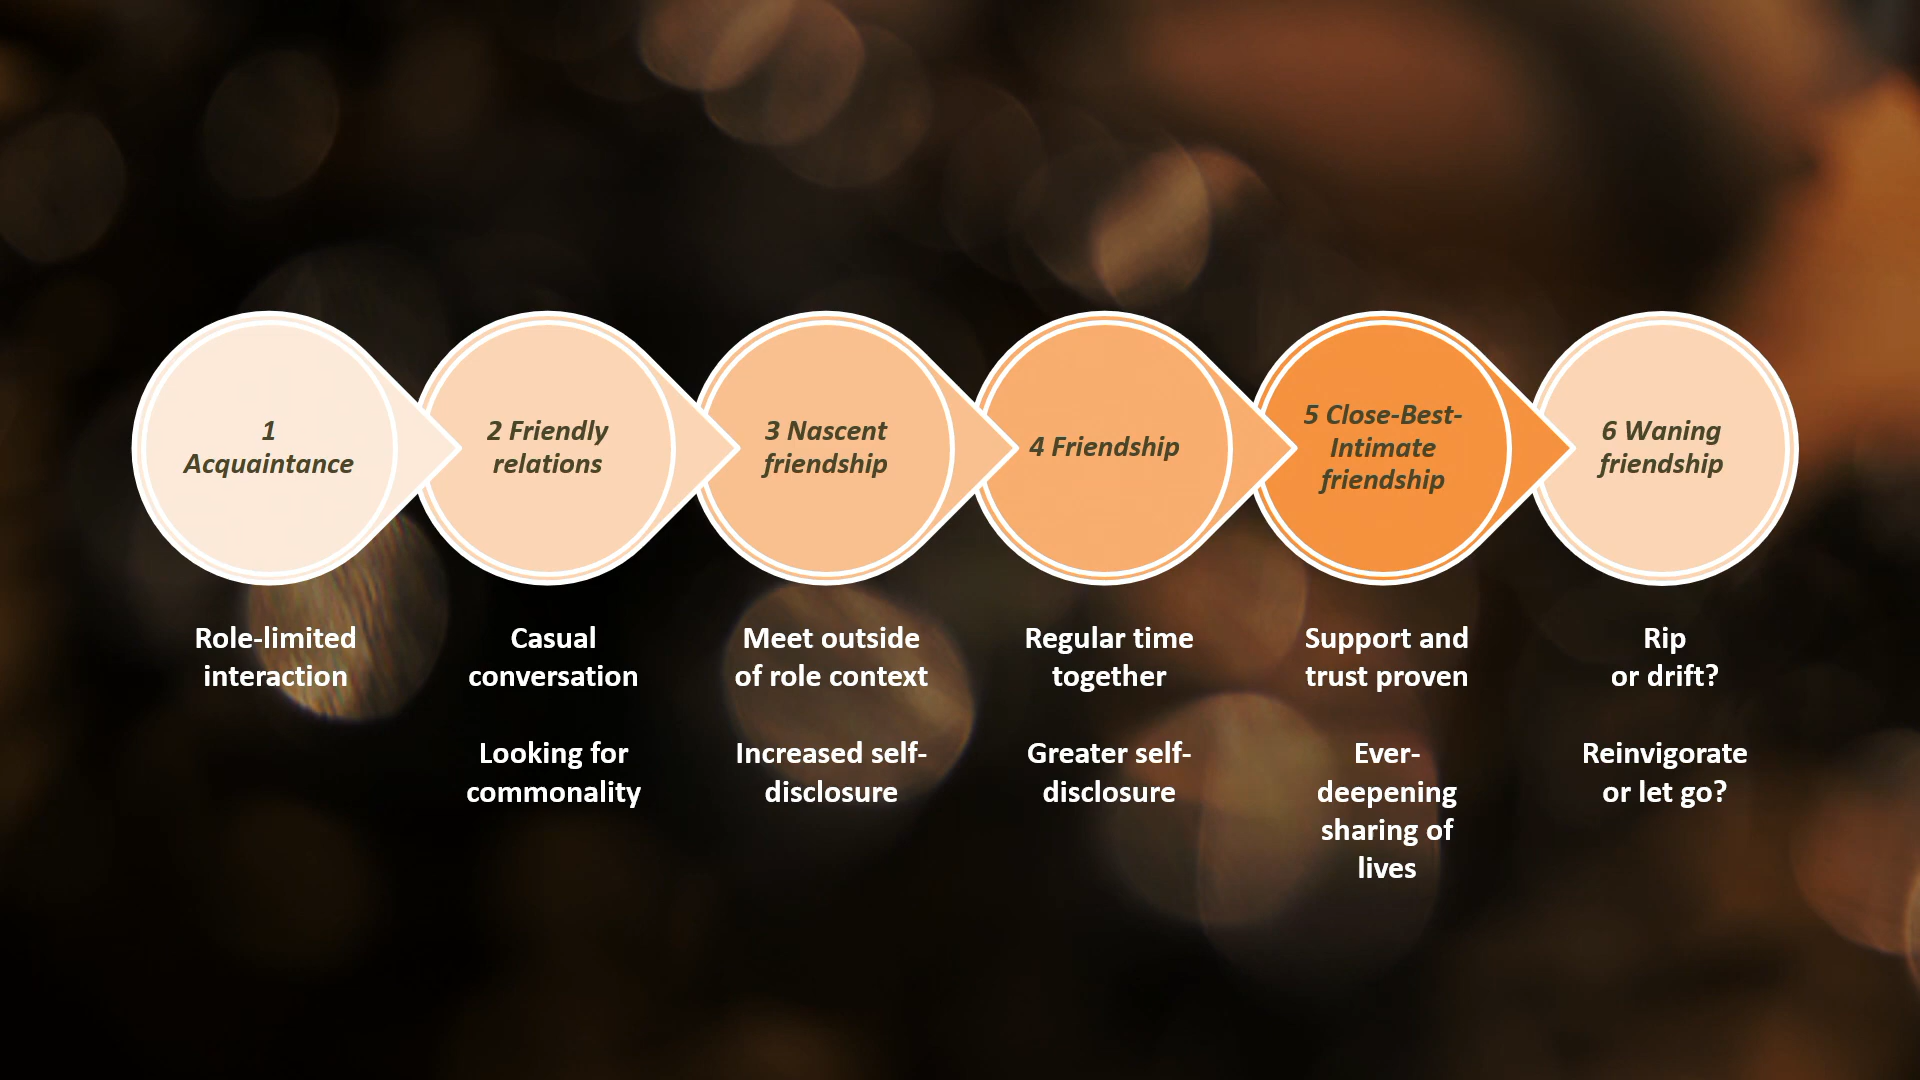 1
Acquaintance
2 Friendly
relations
3 Nascent
friendship
4 Friendship
5 Close-Best-
Intimate
friendship
6 Waning
friendship
Role-limited
interaction
Casual
conversation
Looking for
commonality
Meet outside
of role context
Increased self-
disclosure
Regular time
together
Greater self-
disclosure
Support and
trust proven
Ever-
deepening
sharing of
lives
Rip
or drift?
Reinvigorate
or let go?